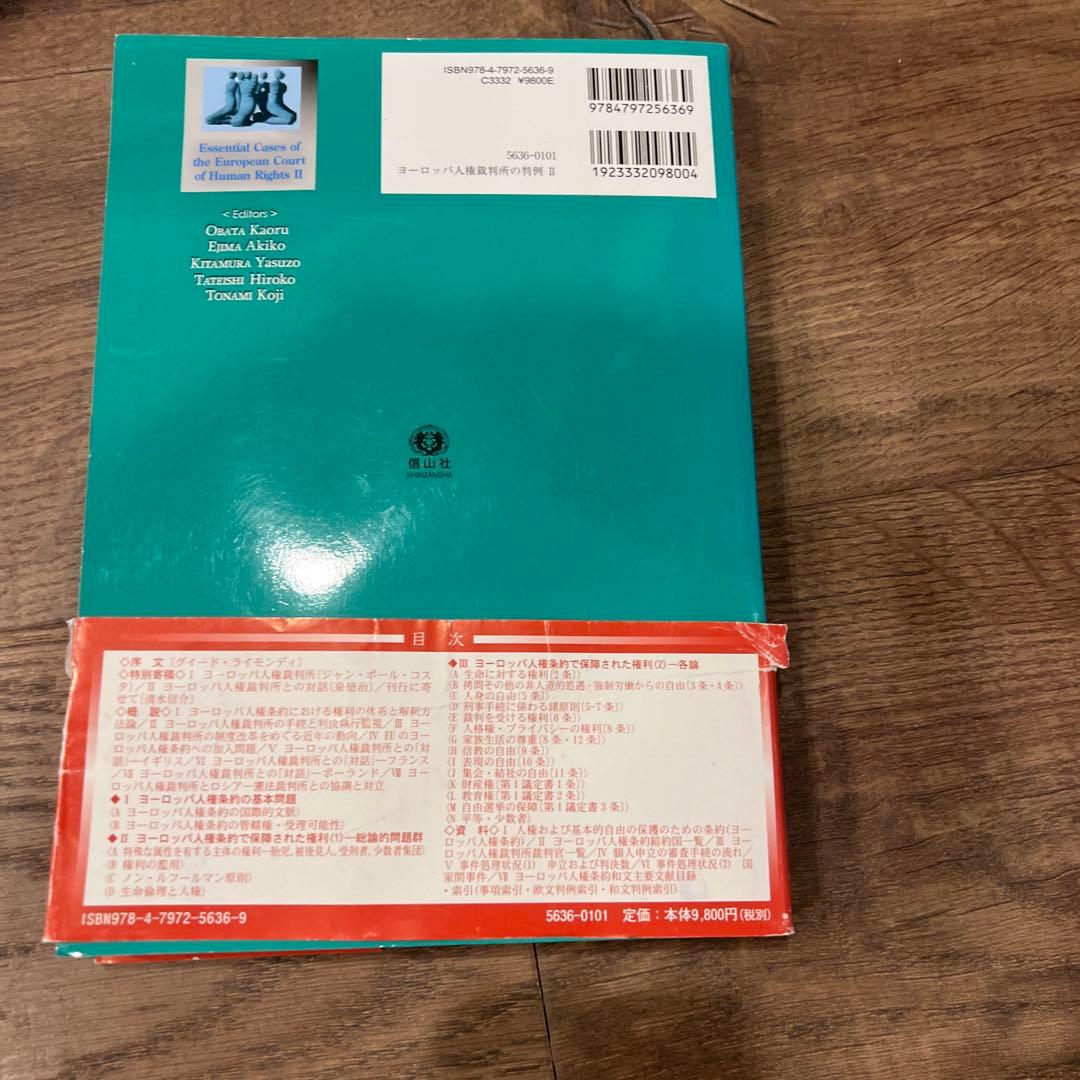 Essential Cases of
the European Court
of Human Rights II
< Editors >
OBATA Kaoru
EJIMA Akiko
KITAMURA Yasuzo
TATEISHI Hiroko
TONAMI Koji
ISBN978-4-7972-5636-9
C3332 ¥9800E
9784797256369
5636-0101
ヨーロッパ人権裁判所の判例 II
1923332098004
信山社
SHINZANSHA
目 次
◇序 文〔グイード・ライモンディ〕
◇特別寄稿◇Ⅰ ヨーロッパ人権裁判所〔ジャン・ポール・コス
タ〕／Ⅱ ヨーロッパ人権裁判所との対話〔泉徳治〕／刊行に寄
せて〔清水信介〕
◇概 説◇Ⅰ ヨーロッパ人権条約における権利の体系と解釈方
法論／Ⅱ ヨーロッパ人権裁判所の手続と判決執行監視／Ⅲ ヨー
ロッパ人権裁判所の制度改革をめぐる近年の動向／Ⅳ EUのヨー
ロッパ人権条約への加入問題／Ⅴ ヨーロッパ人権裁判所との「対
話」―イギリス／Ⅵ ヨーロッパ人権裁判所との「対話」―フランス
／Ⅶ ヨーロッパ人権裁判所との「対話」―ポーランド／Ⅷ ヨー
ロッパ人権裁判所とロシア―憲法裁判所との協調と対立
◆Ⅰ ヨーロッパ人権条約の基本問題
〈A ヨーロッパ人権条約の国際的文脈〉
〈B ヨーロッパ人権条約の管轄権・受理可能性〉
◆Ⅱ ヨーロッパ人権条約で保障された権利(1)―総論的問題群
〈A 特殊な属性を有する主体の権利―胎児,被後見人,受刑者,少数者集団〉
〈B 権利の濫用〉
〈C ノン・ルフールマン原則〉
〈D 生命倫理と人権〉
◆Ⅲ ヨーロッパ人権条約で保障された権利(2)―各論
〈A 生命に対する権利〔2条〕〉
〈B 拷問その他の非人道的処遇・強制労働からの自由〔3条・4条〕〉
〈C 人身の自由〔5条〕〉
〈D 刑事手続に係わる諸原則〔5-7条〕〉
〈E 裁判を受ける権利〔6条〕〉
〈F 人格権・プライバシーの権利〔8条〕〉
〈G 家族生活の尊重〔8条・12条〕〉
〈H 信教の自由〔9条〕〉
〈I 表現の自由〔10条〕〉
〈J 集会・結社の自由〔11条〕〉
〈K 財産権〔第1議定書1条〕〉
〈L 教育権〔第1議定書2条〕〉
〈M 自由選挙の保障〔第1議定書3条〕〉
〈N 平等・少数者〉
◇資 料◇Ⅰ 人権および基本的自由の保護のための条約(ヨー
ロッパ人権条約)／Ⅱ ヨーロッパ人権条約締約国一覧／Ⅲ ヨー
ロッパ人権裁判所裁判官一覧／Ⅳ 個人申立の審査手続の流れ／
Ⅴ 事件処理状況(1) 申立および判決数／Ⅵ 事件処理状況(2) 国
家間事件／Ⅶ ヨーロッパ人権条約和文主要文献目録
・索引(事項索引・欧文判例索引・和文判例索引)
ISBN978-4-7972-5636-9
5636-0101 定価：本体9,800円(税別)